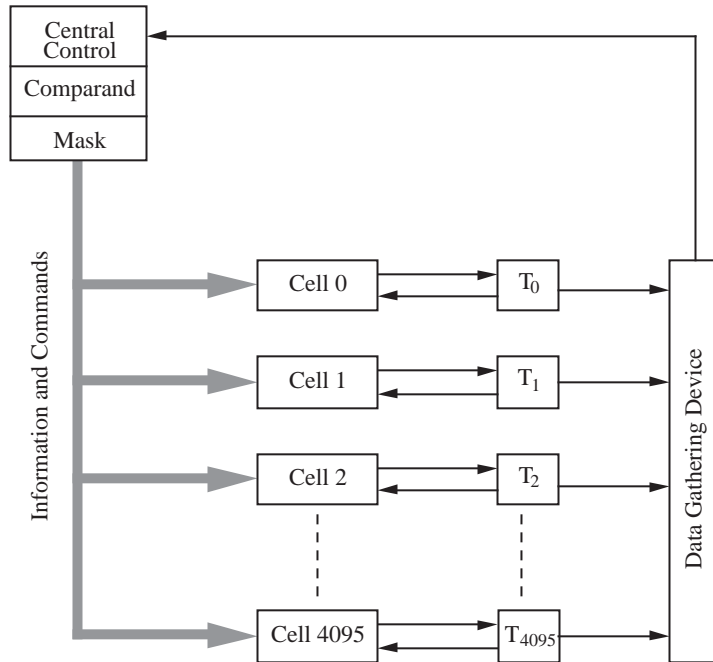 Central
Control
Comparand
Mask
Information and Commands
Cell 0
T0
Cell 1
T1
Cell 2
T2
Cell 4095
T4095
Data Gathering Device